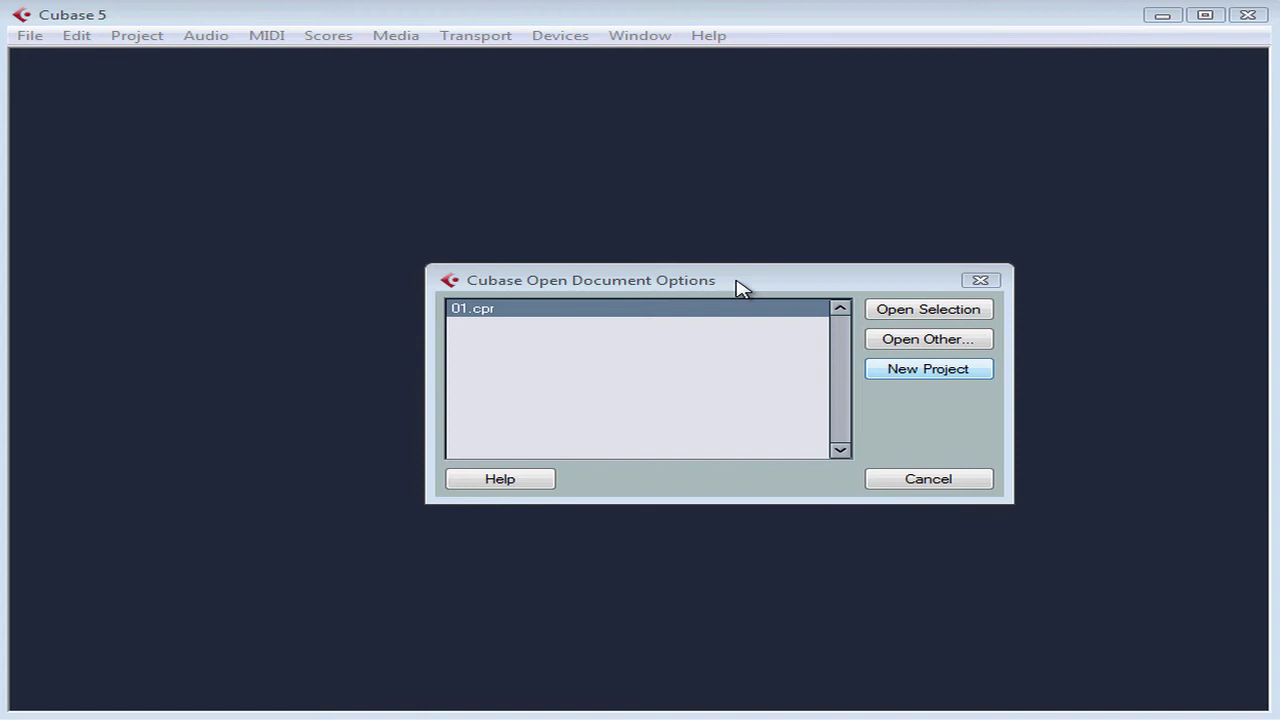 Cubase 5
File Edit Project Audio MIDI Scores Media Transport Devices Window Help
Cubase Open Document Options
01.cpr
Open Selection
Open Other...
New Project
Help
Cancel